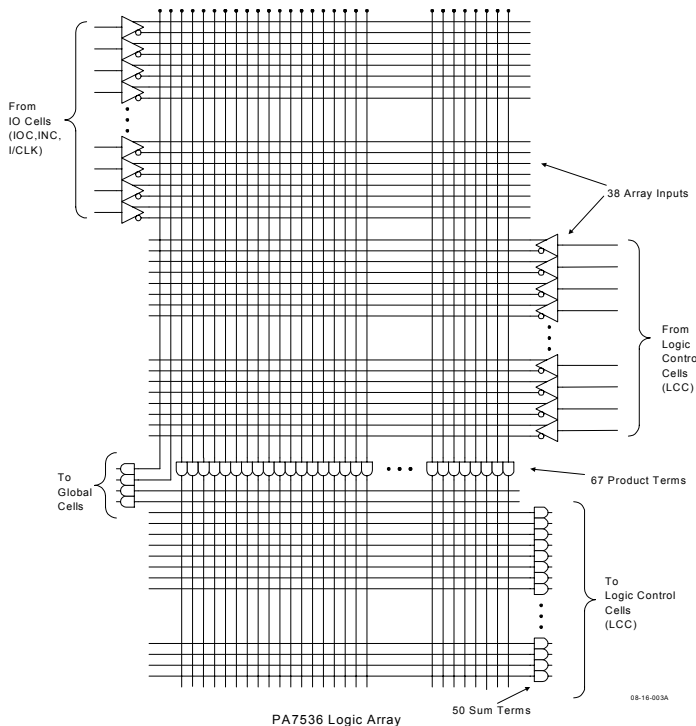 From
IO Cells
(IOC,INC,
I/CLK)
38 Array Inputs
From
Logic
Control
Cells
(LCC)
To
Global
Cells
67 Product Terms
To
Logic Control
Cells
(LCC)
50 Sum Terms
08-16-003A
PA7536 Logic Array